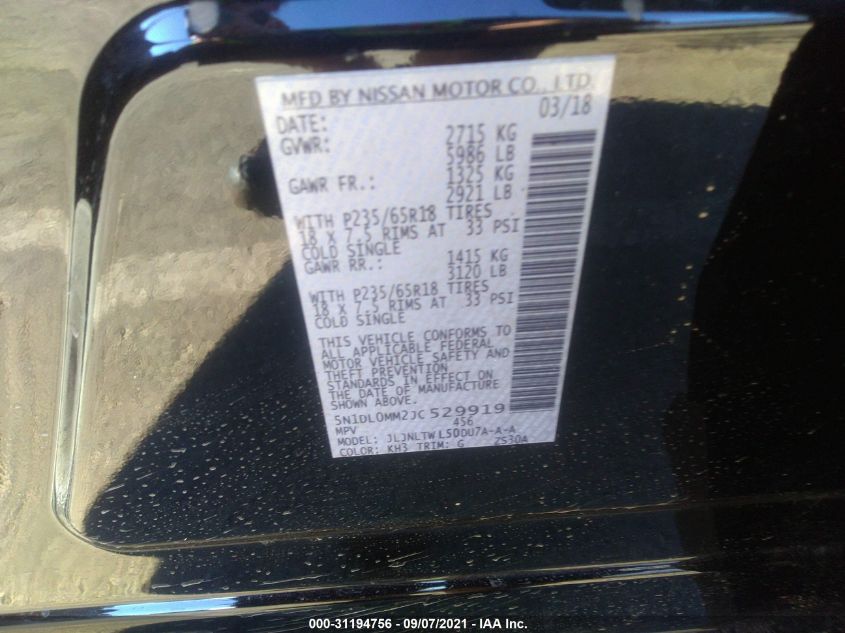 MFD BY NISSAN MOTOR CO., LTD.
DATE: 03/18
GVWR: 2715 KG
5986 LB
GAWR FR.: 1325 KG
2921 LB
WITH P235/65R18 TIRES
18 X 7.5 RIMS AT 33 PSI
COLD SINGLE
GAWR RR.: 1415 KG
3120 LB
WITH P235/65R18 TIRES
18 X 7.5 RIMS AT 33 PSI
COLD SINGLE
THIS VEHICLE CONFORMS TO
ALL APPLICABLE FEDERAL
MOTOR VEHICLE SAFETY AND
THEFT PREVENTION
STANDARDS IN EFFECT ON
THE DATE OF MANUFACTURE
SHOWN ABOVE.
5N1DL0MM2JC529919
MPV 456
MODEL: JLJNLTWL50DU7A-A-A
COLOR: KH3 TRIM: G ZS30A
000-31194756 - 09/07/2021 - IAA Inc.